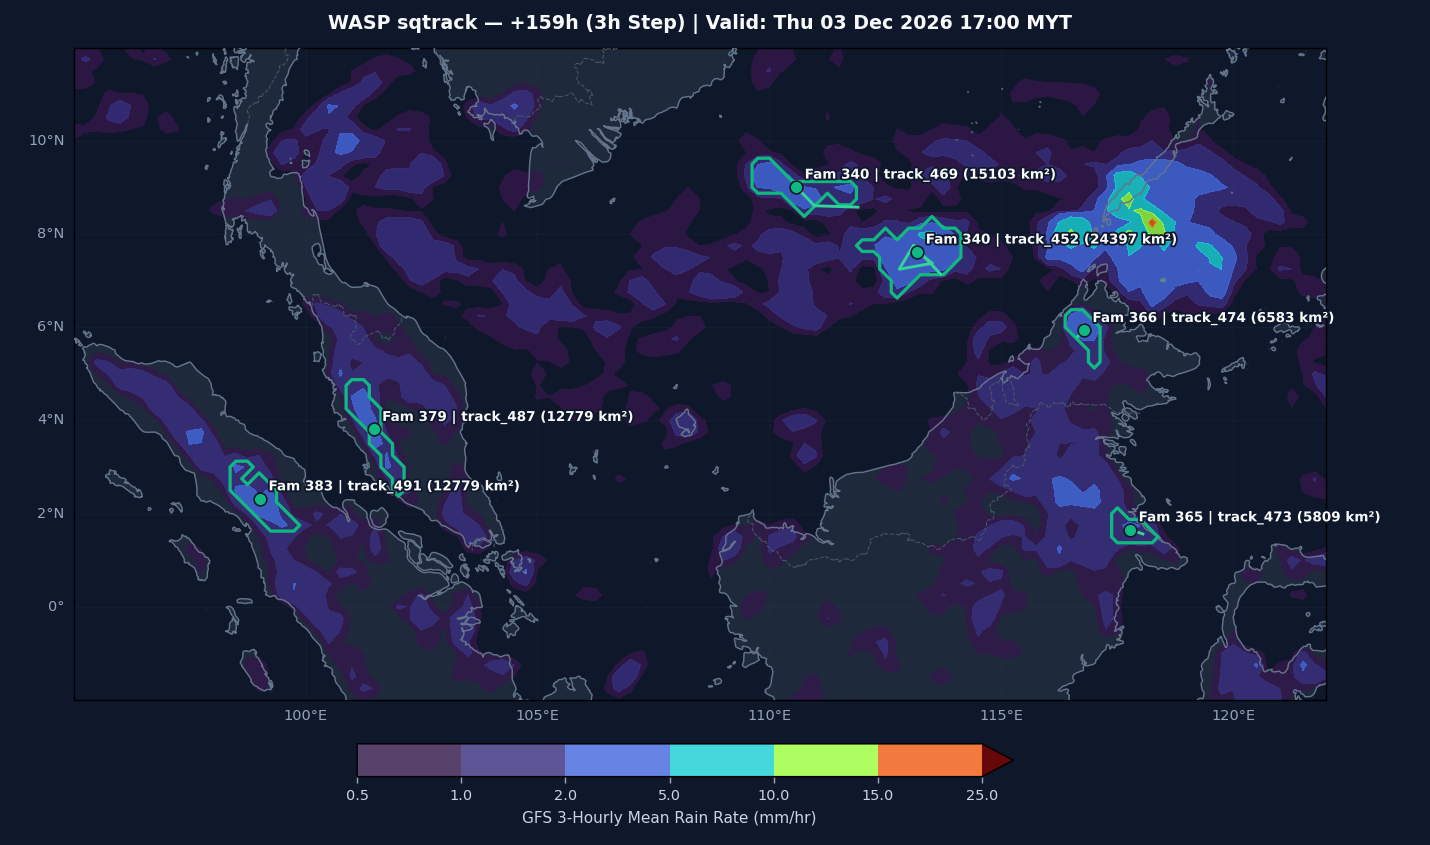 WASP sqtrack — +159h (3h Step) | Valid: Thu 03 Dec 2026 17:00 MYT
10°N
8°N
6°N
4°N
2°N
0°
Fam 340 | track_469 (15103 km²)
Fam 340 | track_452 (24397 km²)
Fam 366 | track_474 (6583 km²)
Fam 379 | track_487 (12779 km²)
Fam 383 | track_491 (12779 km²)
Fam 365 | track_473 (5809 km²)
100°E 105°E 110°E 115°E 120°E
0.5 1.0 2.0 5.0 10.0 15.0 25.0
GFS 3-Hourly Mean Rain Rate (mm/hr)